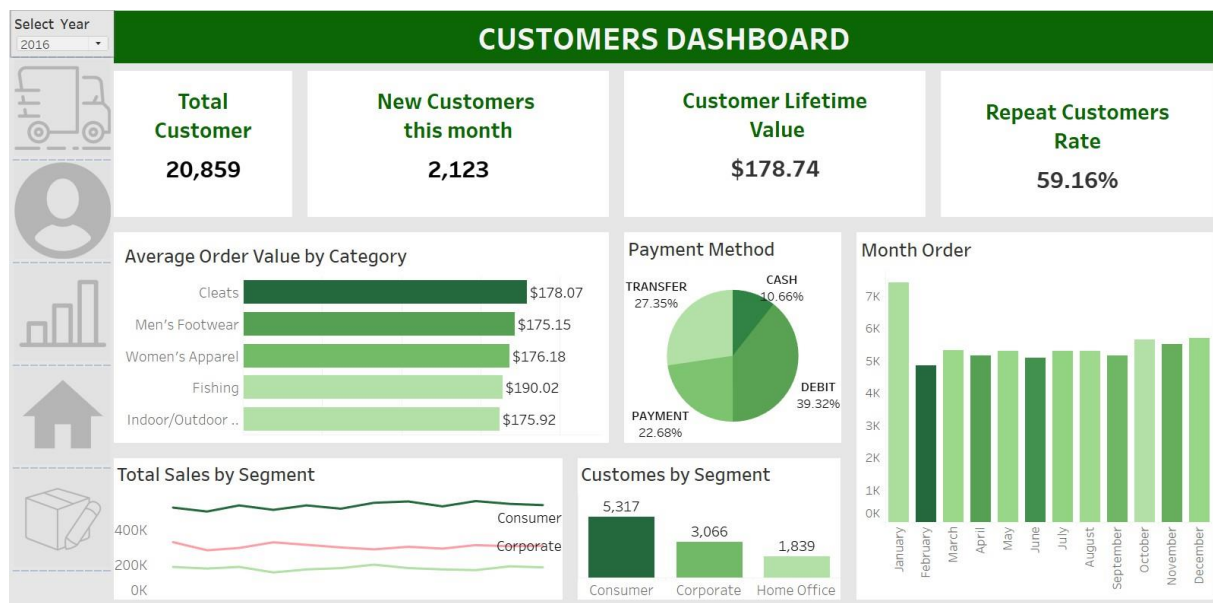 Select Year
2016
CUSTOMERS DASHBOARD
Total
Customer
20,859
New Customers
this month
2,123
Customer Lifetime
Value
$178.74
Repeat Customers
Rate
59.16%
Average Order Value by Category
Cleats
$178.07
Men's Footwear
$175.15
Women's Apparel
$176.18
Fishing
$190.02
Indoor/Outdoor ..
$175.92
Payment Method
TRANSFER
27.35%
CASH
10.66%
DEBIT
39.32%
PAYMENT
22.68%
Month Order
7K
6K
5K
4K
3K
2K
1K
0K
January
February
March
April
May
June
July
August
September
October
November
December
Total Sales by Segment
400K
200K
0K
Consumer
Corporate
Customes by Segment
5,317
3,066
1,839
Consumer
Corporate
Home Office